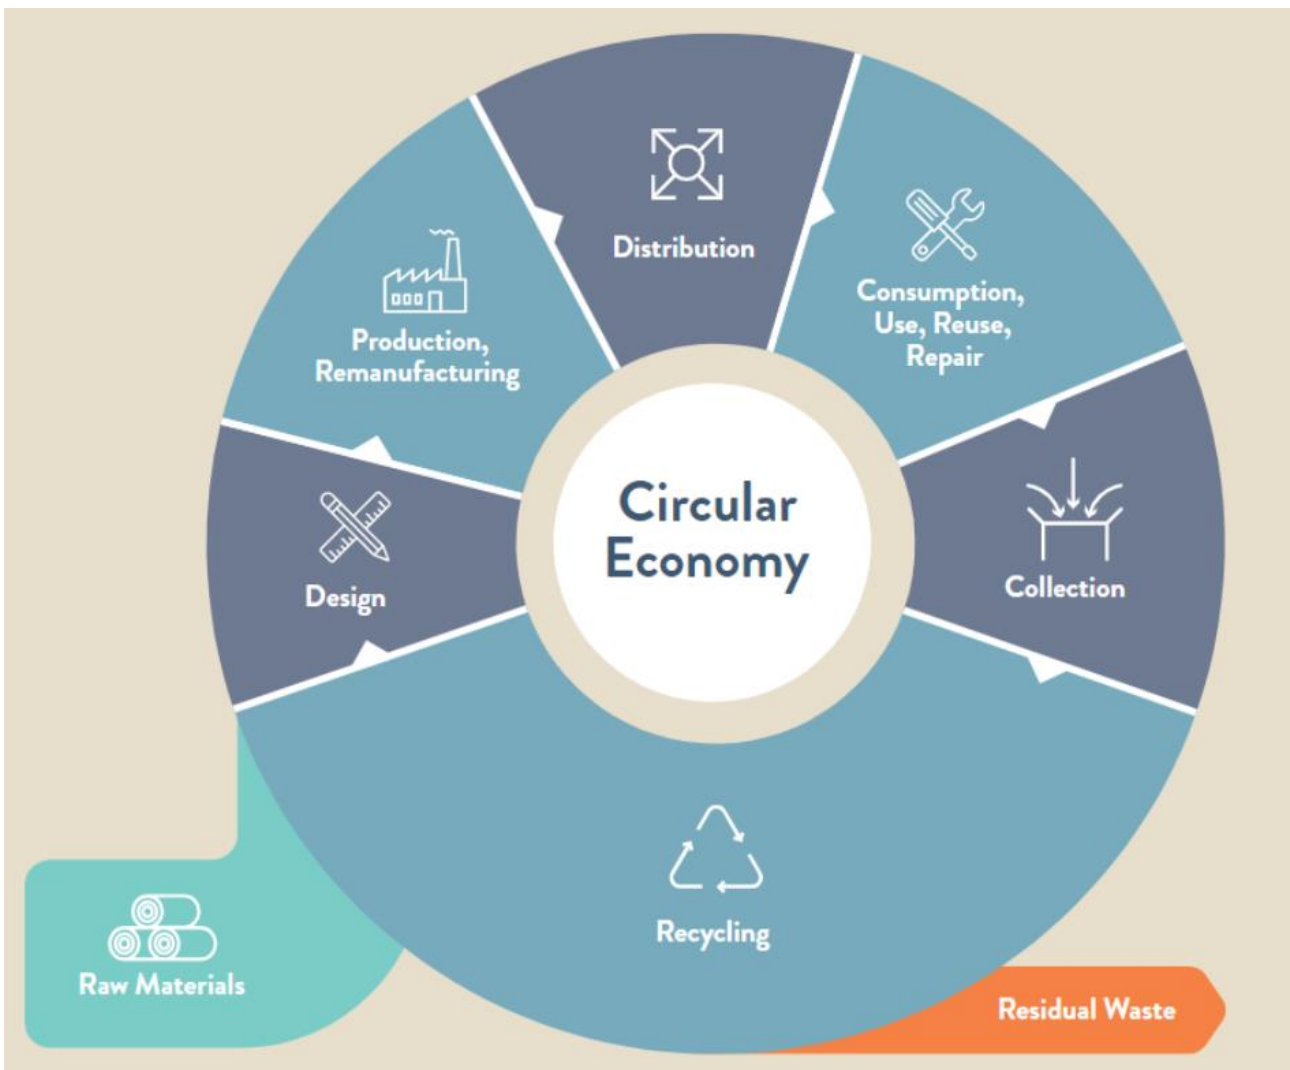 Distribution
Consumption,
Use, Reuse,
Repair
Production,
Remanufacturing
Circular
Economy
Design
Collection
Recycling
Raw Materials
Residual Waste